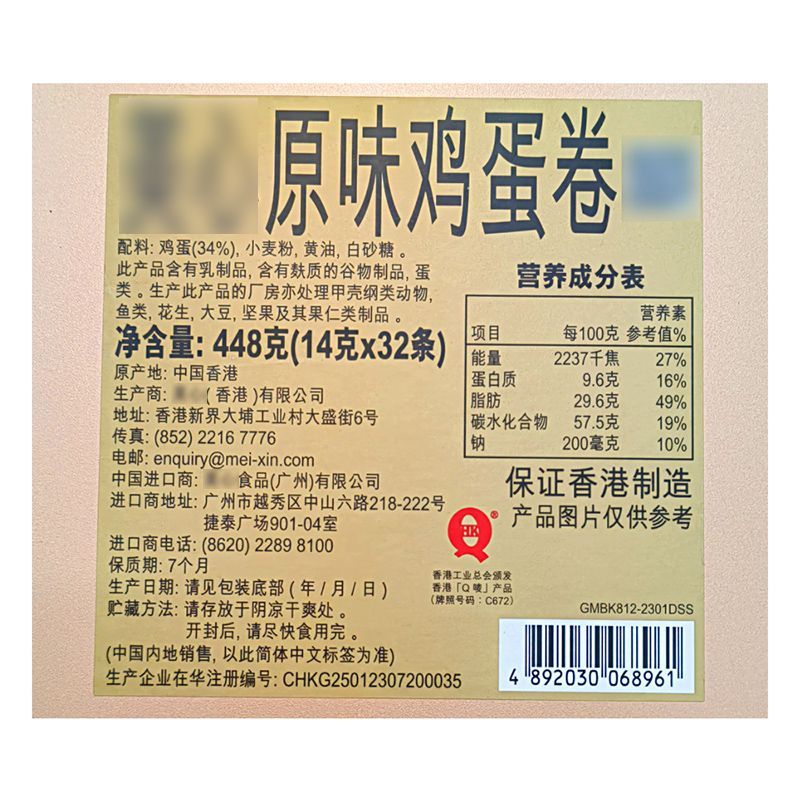 原味鸡蛋卷
配料: 鸡蛋(34%), 小麦粉, 黄油, 白砂糖 。
此产品含有乳制品, 含有麸质的谷物制品, 蛋
类 。生产此产品的厂房亦处理甲壳纲类动物,
鱼类, 花生, 大豆, 坚果及其果仁类制品 。
净含量: 448克(14克x32条)
原产地: 中国香港
生产商: ( 香港 )有限公司
地址: 香港新界大埔工业村大盛街6号
传真: (852) 2216 7776
电邮: enquiry@mei-xin.com
中国进口商: 食品(广州)有限公司
进口商地址: 广州市越秀区中山六路218-222号
捷泰广场901-04室
进口商电话: (8620) 2289 8100
保质期: 7个月
生产日期: 请见包装底部 ( 年 / 月 / 日 )
贮藏方法: 请存放于阴凉干爽处 。
开封后, 请尽快食用完 。
(中国内地销售, 以此简体中文标签为准)
生产企业在华注册编号: CHKG25012307200035
营养成分表
营养素
项目 每100克 参考值%
能量 2237千焦 27%
蛋白质 9.6克 16%
脂肪 29.6克 49%
碳水化合物 57.5克 19%
钠 200毫克 10%
保证香港制造
产品图片仅供参考
HK ®
香港工业总会颁发
香港「Q 唛」产品
(牌照号码 : C672)
GMBK812-2301DSS
4 892030 068961